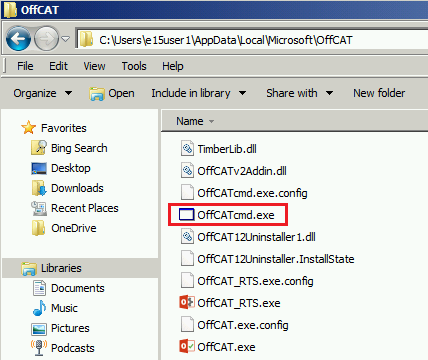 OffCAT
C:\Users\e15user1\AppData\Local\Microsoft\OffCAT
File Edit View Tools Help
Organize Open Include in library Share with New folder
Name
Favorites
Bing Search
Desktop
Downloads
Recent Places
OneDrive
Libraries
Documents
Music
Pictures
Podcasts
TimberLib.dll
OffCATv2Addin.dll
OffCATcmd.exe.config
OffCATcmd.exe
OffCAT12Uninstaller1.dll
OffCAT12Uninstaller.InstallState
OffCAT_RTS.exe.config
OffCAT_RTS.exe
OffCAT.exe.config
OffCAT.exe